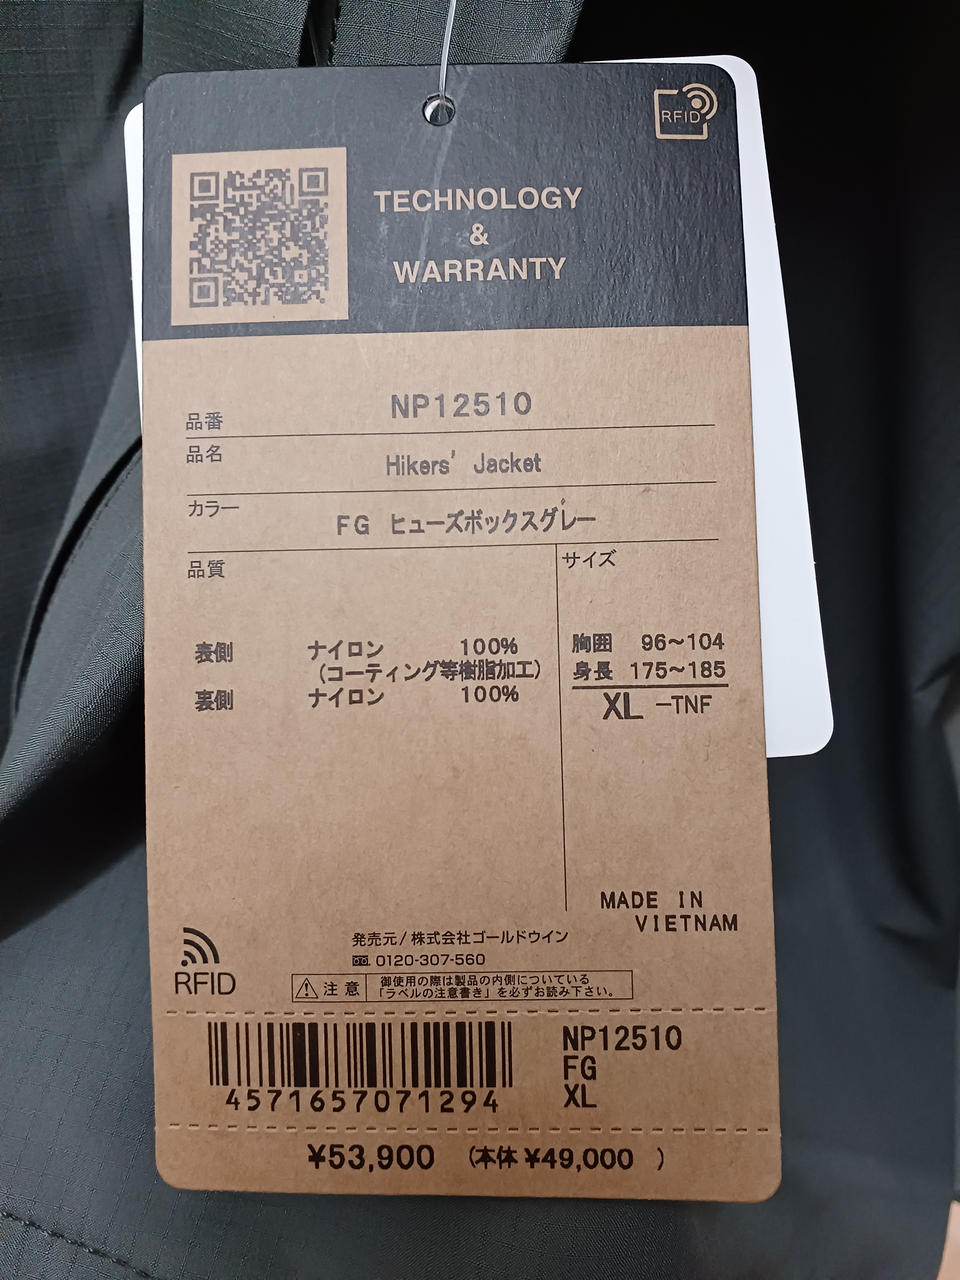 RFID
TECHNOLOGY
&
WARRANTY
品番 NP12510
品名 Hikers' Jacket
カラー FG ヒューズボックスグレー
品質
表側 ナイロン 100%
(コーティング等樹脂加工)
裏側 ナイロン 100%
サイズ
胸囲 96~104
身長 175~185
XL -TNF
MADE IN
VIETNAM
発売元/株式会社ゴールドウイン
0120-307-560
RFID
注意
御使用の際は製品の内側についている
「ラベルの注意書き」を必ずお読み下さい。
4571657071294
NP12510
FG
XL
¥53,900 (本体¥49,000 )